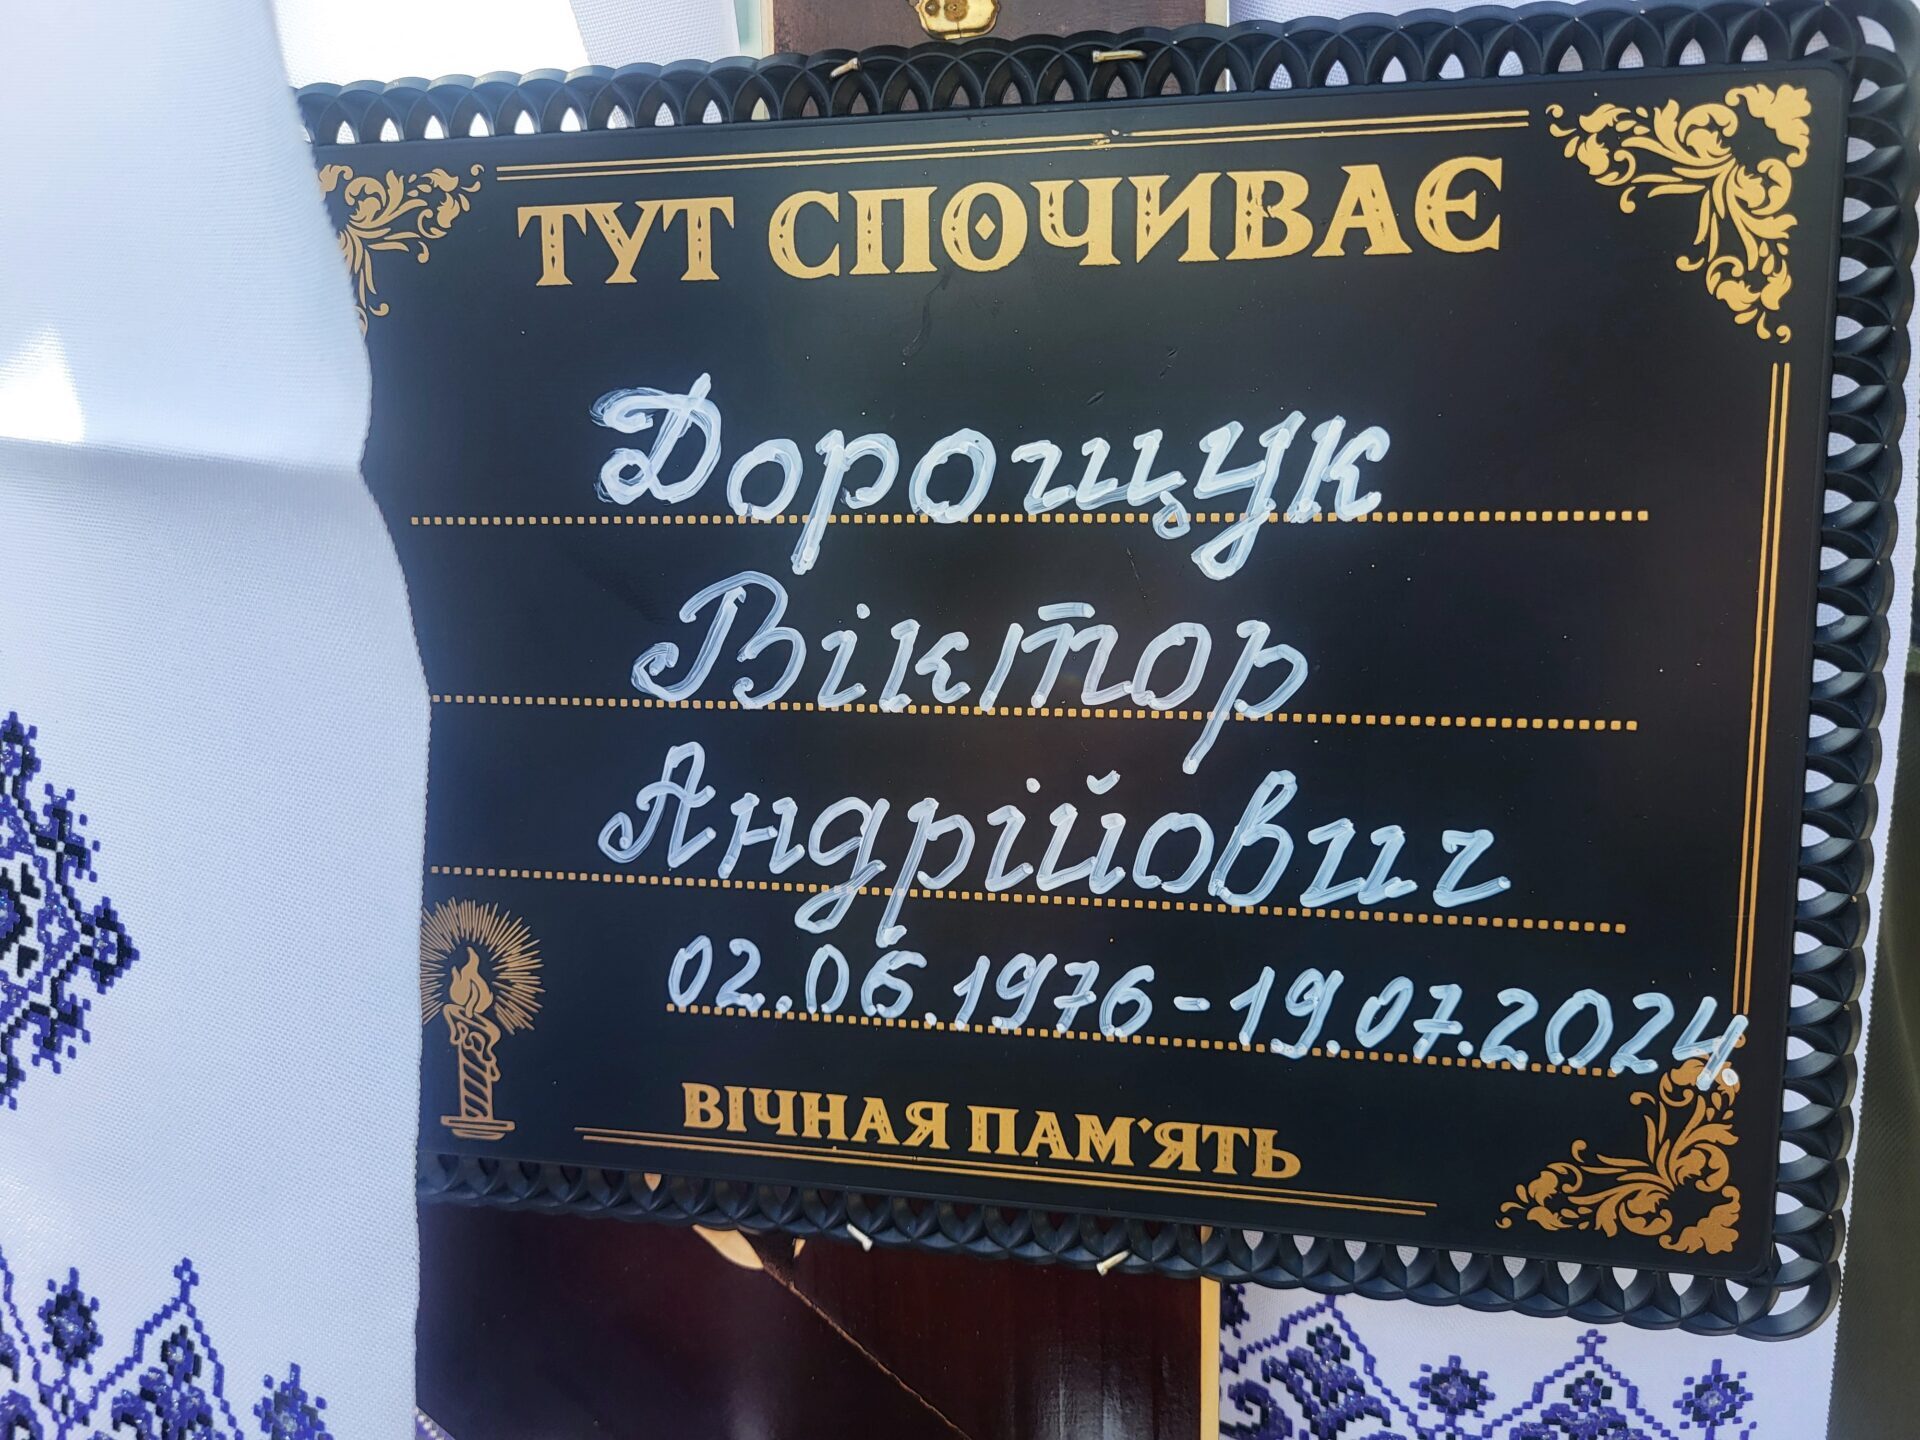 ТУТ СПОЧИВАЄ
Дорощук
Віктор
Андрійович
02.06.1976-19.07.2024.
ВІЧНАЯ ПАМ'ЯТЬ